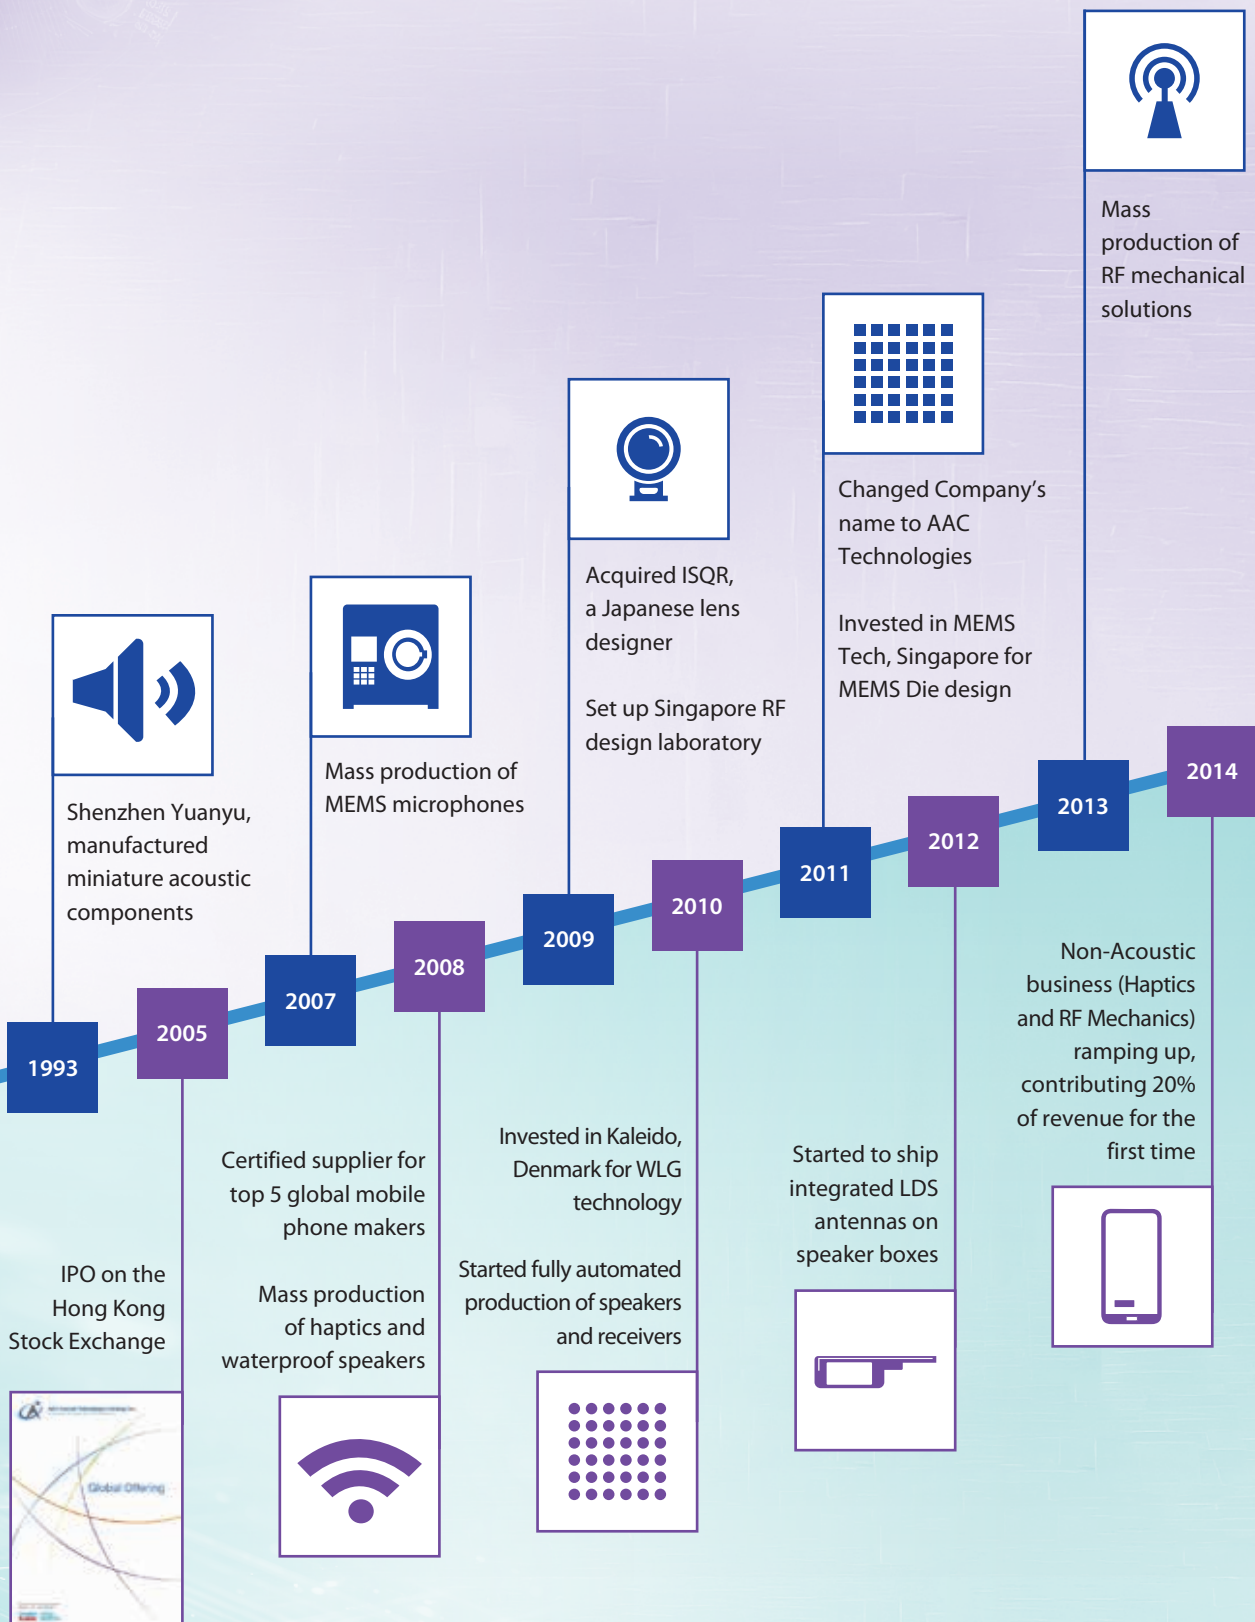 Mass
production of
RF mechanical
solutions
Changed Company's
name to AAC
Technologies
Invested in MEMS
Tech, Singapore for
MEMS Die design
Acquired ISQR,
a Japanese lens
designer
Set up Singapore RF
design laboratory
Mass production of
MEMS microphones
Shenzhen Yuanyu,
manufactured
miniature acoustic
components
1993
2005
2007
2008
2009
2010
2011
2012
2013
2014
IPO on the
Hong Kong
Stock Exchange
Global Offering
Certified supplier for
top 5 global mobile
phone makers
Mass production
of haptics and
waterproof speakers
Invested in Kaleido,
Denmark for WLG
technology
Started fully automated
production of speakers
and receivers
Started to ship
integrated LDS
antennas on
speaker boxes
Non-Acoustic
business (Haptics
and RF Mechanics)
ramping up,
contributing 20%
of revenue for the
first time